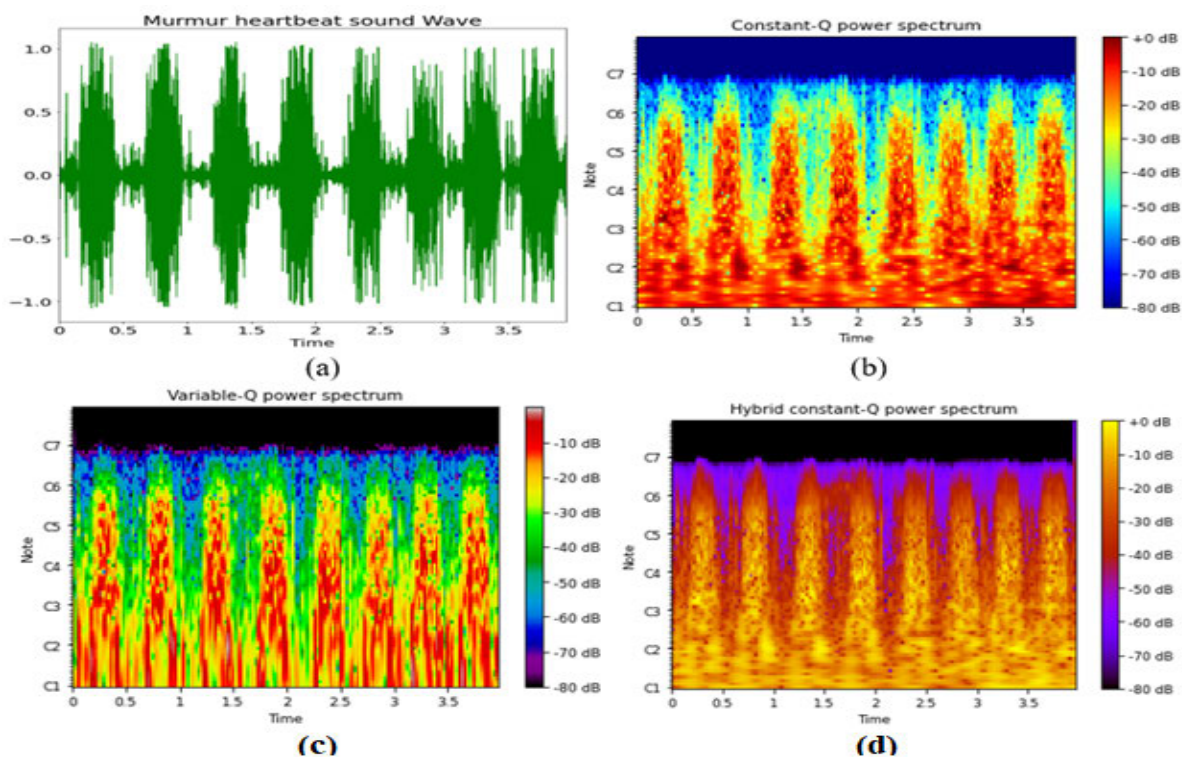 Murmur heartbeat sound Wave
1.0
0.5
0.0
−0.5
−1.0
0 0.5 1 1.5 2 2.5 3 3.5
Time
(a)
Constant-Q power spectrum
C7
C6
C5
C4
C3
C2
C1
Note
0 0.5 1 1.5 2 2.5 3 3.5
Time
+0 dB
-10 dB
-20 dB
-30 dB
-40 dB
-50 dB
-60 dB
-70 dB
-80 dB
(b)
Variable-Q power spectrum
C7
C6
C5
C4
C3
C2
C1
Note
0 0.5 1 1.5 2 2.5 3 3.5
Time
-10 dB
-20 dB
-30 dB
-40 dB
-50 dB
-60 dB
-70 dB
-80 dB
(c)
Hybrid constant-Q power spectrum
C7
C6
C5
C4
C3
C2
C1
Note
0 0.5 1 1.5 2 2.5 3 3.5
Time
+0 dB
-10 dB
-20 dB
-30 dB
-40 dB
-50 dB
-60 dB
-70 dB
-80 dB
(d)